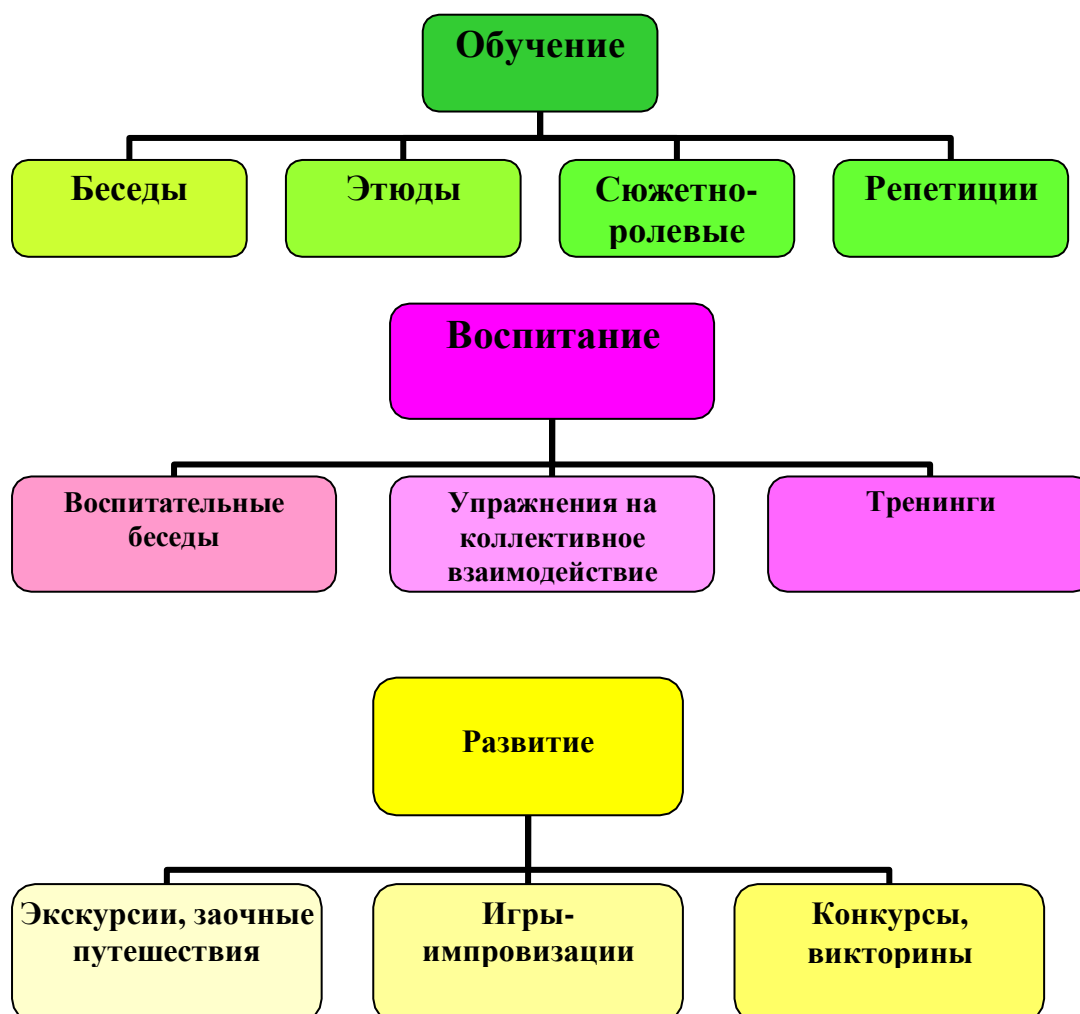 Обучение
Беседы
Этюды
Сюжетно-
ролевые
Репетиции
Воспитание
Воспитательные
беседы
Упражнения на
коллективное
взаимодействие
Тренинги
Развитие
Экскурсии, заочные
путешествия
Игры-
импровизации
Конкурсы,
викторины